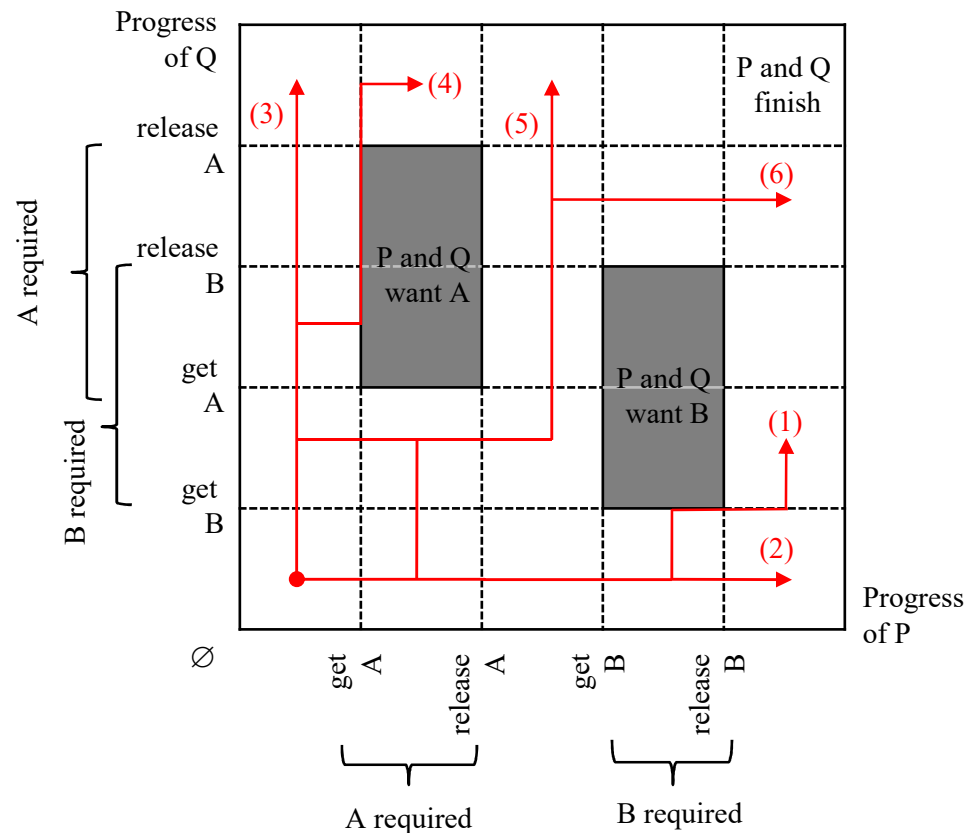 Progress
of Q
P and Q
finish
(3)
(4)
(5)
release
A
(6)
A required
release
B
P and Q
want A
get
A
P and Q
want B
(1)
B required
get
B
(2)
Progress
of P
∅
get
A
release
A
get
B
release
B
A required
B required